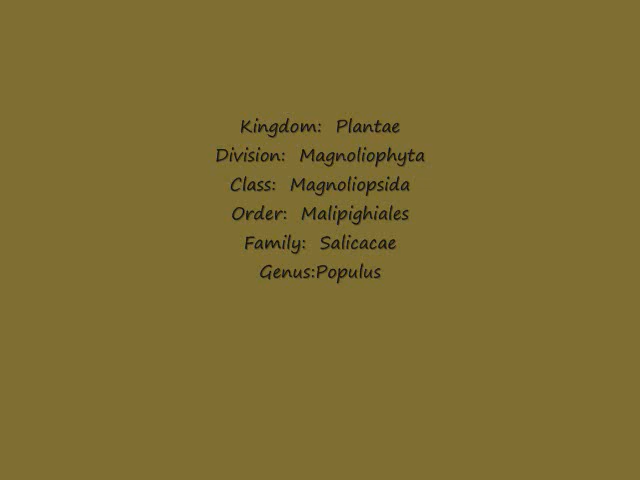 Kingdom: Plantae
Division: Magnoliophyta
Class: Magnoliopsida
Order: Malipighiales
Family: Salicacae
Genus:Populus